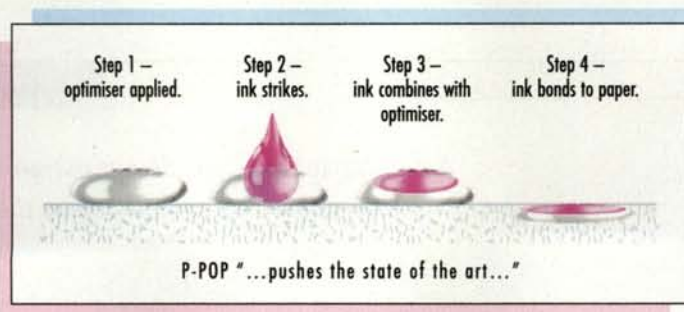 Step 1 –
optimiser applied.
Step 2 –
ink strikes.
Step 3 –
ink combines with
optimiser.
Step 4 –
ink bonds to paper.
P-POP "...pushes the state of the art..."